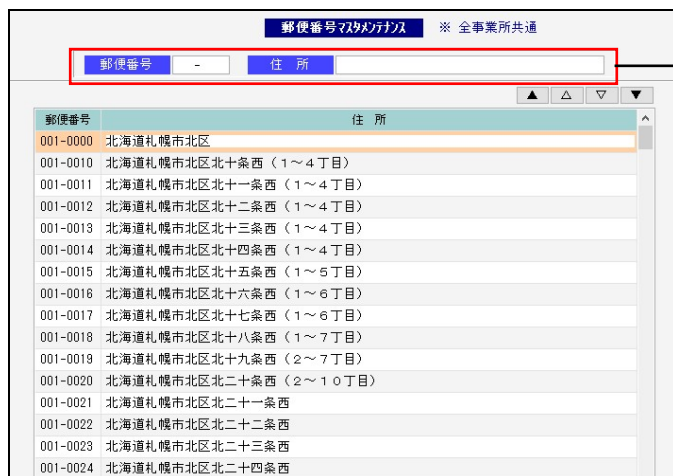 郵便番号ﾏｽﾀﾒﾝﾃﾅﾝｽ ※ 全事業所共通
郵便番号 - 住 所
▲ △ ▽ ▼
郵便番号 住 所
001-0000 北海道札幌市北区
001-0010 北海道札幌市北区北十条西（１～４丁目）
001-0011 北海道札幌市北区北十一条西（１～４丁目）
001-0012 北海道札幌市北区北十二条西（１～４丁目）
001-0013 北海道札幌市北区北十三条西（１～４丁目）
001-0014 北海道札幌市北区北十四条西（１～４丁目）
001-0015 北海道札幌市北区北十五条西（１～５丁目）
001-0016 北海道札幌市北区北十六条西（１～６丁目）
001-0017 北海道札幌市北区北十七条西（１～６丁目）
001-0018 北海道札幌市北区北十八条西（１～７丁目）
001-0019 北海道札幌市北区北十九条西（２～７丁目）
001-0020 北海道札幌市北区北二十条西（２～１０丁目）
001-0021 北海道札幌市北区北二十一条西
001-0022 北海道札幌市北区北二十二条西
001-0023 北海道札幌市北区北二十三条西
001-0024 北海道札幌市北区北二十四条西